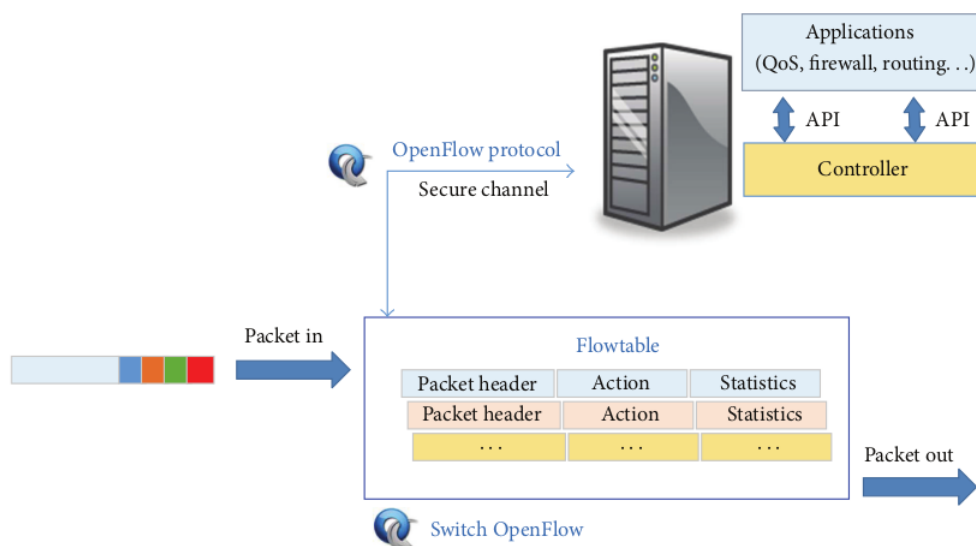 Applications
(QoS, firewall, routing. . .)
API
API
OpenFlow protocol
Controller
Secure channel
Packet in
Flowtable
Packet header Action Statistics
Packet header Action Statistics
. . . . . . . . .
Packet out
Switch OpenFlow